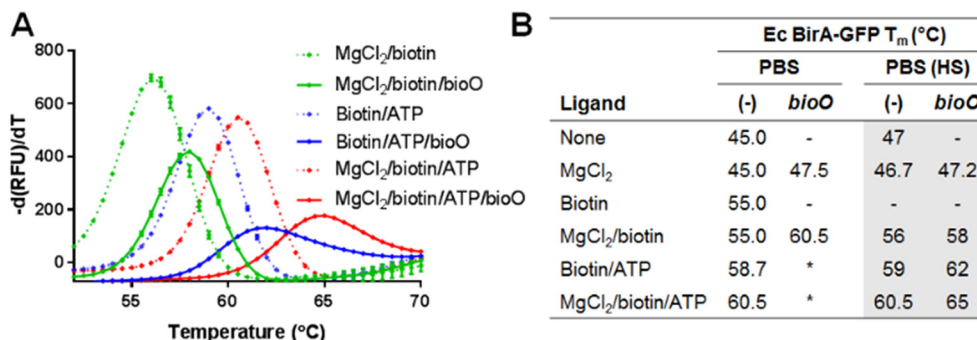 A
-d(RFU)/dT
800
600
400
200
0
55 60 65 70
Temperature (°C)
MgCl₂/biotin
MgCl₂/biotin/bioO
Biotin/ATP
Biotin/ATP/bioO
MgCl₂/biotin/ATP
MgCl₂/biotin/ATP/bioO
B
Ec BirA-GFP Tₘ (°C)
PBS PBS (HS)
Ligand (-) bioO (-) bioO
None 45.0 - 47 -
MgCl₂ 45.0 47.5 46.7 47.2
Biotin 55.0 - - -
MgCl₂/biotin 55.0 60.5 56 58
Biotin/ATP 58.7 * 59 62
MgCl₂/biotin/ATP 60.5 * 60.5 65